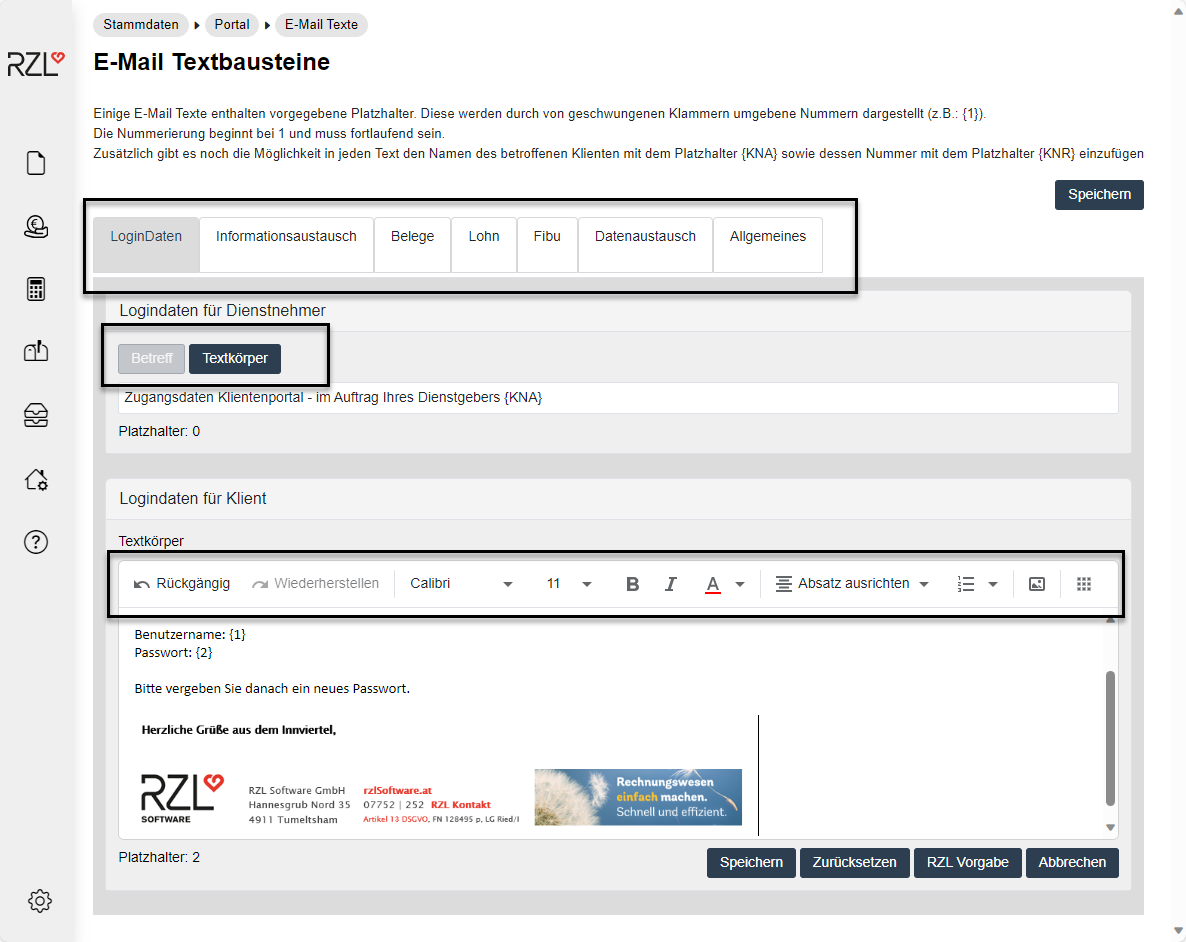 Stammdaten Portal E-Mail Texte
RZL
E-Mail Textbausteine
Einige E-Mail Texte enthalten vorgegebene Platzhalter. Diese werden durch von geschwungenen Klammern umgebene Nummern dargestellt (z.B.: {1}).
Die Nummerierung beginnt bei 1 und muss fortlaufend sein.
Zusätzlich gibt es noch die Möglichkeit in jeden Text den Namen des betroffenen Klienten mit dem Platzhalter {KNA} sowie dessen Nummer mit dem Platzhalter {KNR} einzufügen
Speichern
LoginDaten Informationsaustausch Belege Lohn Fibu Datenaustausch Allgemeines
Logindaten für Dienstnehmer
Betreff Textkörper
Zugangsdaten Klientenportal - im Auftrag Ihres Dienstgebers {KNA}
Platzhalter: 0
Logindaten für Klient
Textkörper
Rückgängig Wiederherstellen Calibri 11 B I A Absatz ausrichten
Benutzername: {1}
Passwort: {2}
Bitte vergeben Sie danach ein neues Passwort.
Herzliche Grüße aus dem Innviertel,
RZL
SOFTWARE
RZL Software GmbH rzlSoftware.at
Hannesgrub Nord 35 07752 | 252 RZL Kontakt
4911 Tumeltsham Artikel 13 DSGVO, FN 128495 p, LG Ried/I
Rechnungswesen
einfach machen.
Schnell und effizient.
Platzhalter: 2
Speichern Zurücksetzen RZL Vorgabe Abbrechen